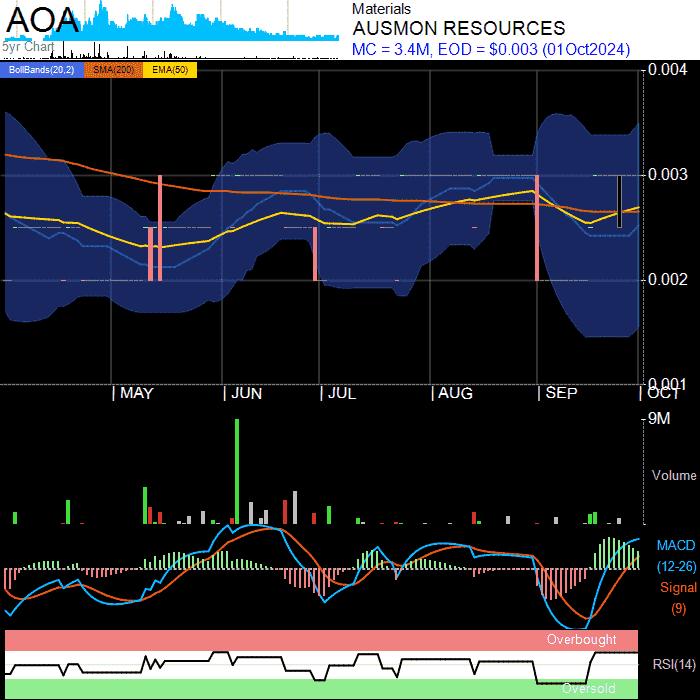 AOA
5yr Chart
Materials
AUSMON RESOURCES
MC = 3.4M, EOD = $0.003 (01Oct2024)
BollBands(20,2) SMA(200) EMA(50)
0.004
0.003
0.002
0.001
| MAY | JUN | JUL | AUG | SEP | OCT
9M
Volume
MACD
(12-26)
Signal
(9)
Overbought
RSI(14)
Oversold